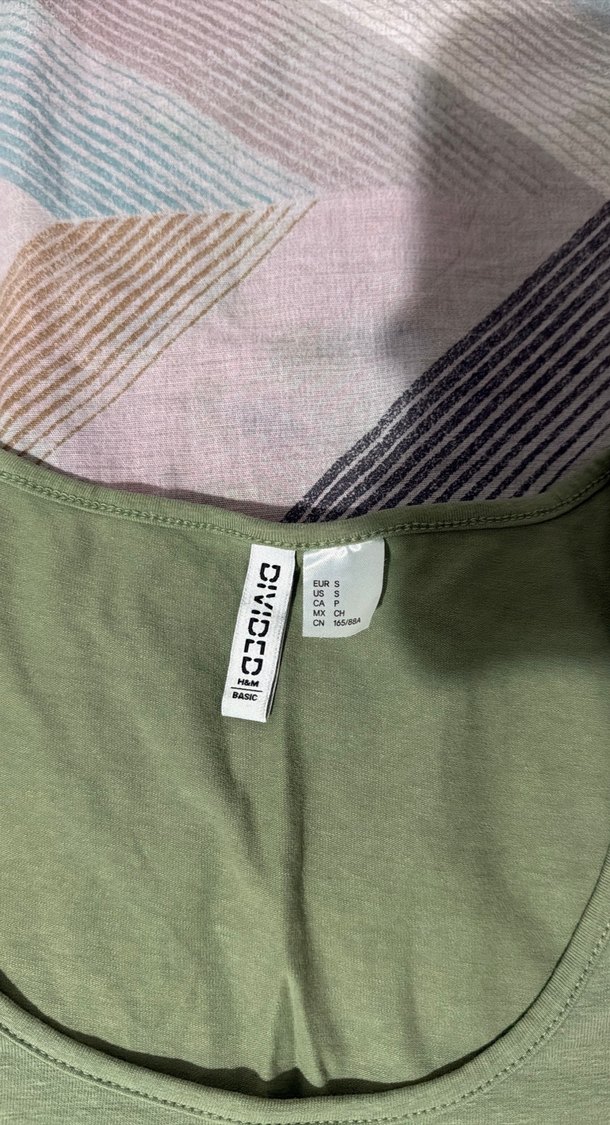 DIVIDED
H&M
BASIC
EUR S
US S
CA P
MX CH
CN 165/88A